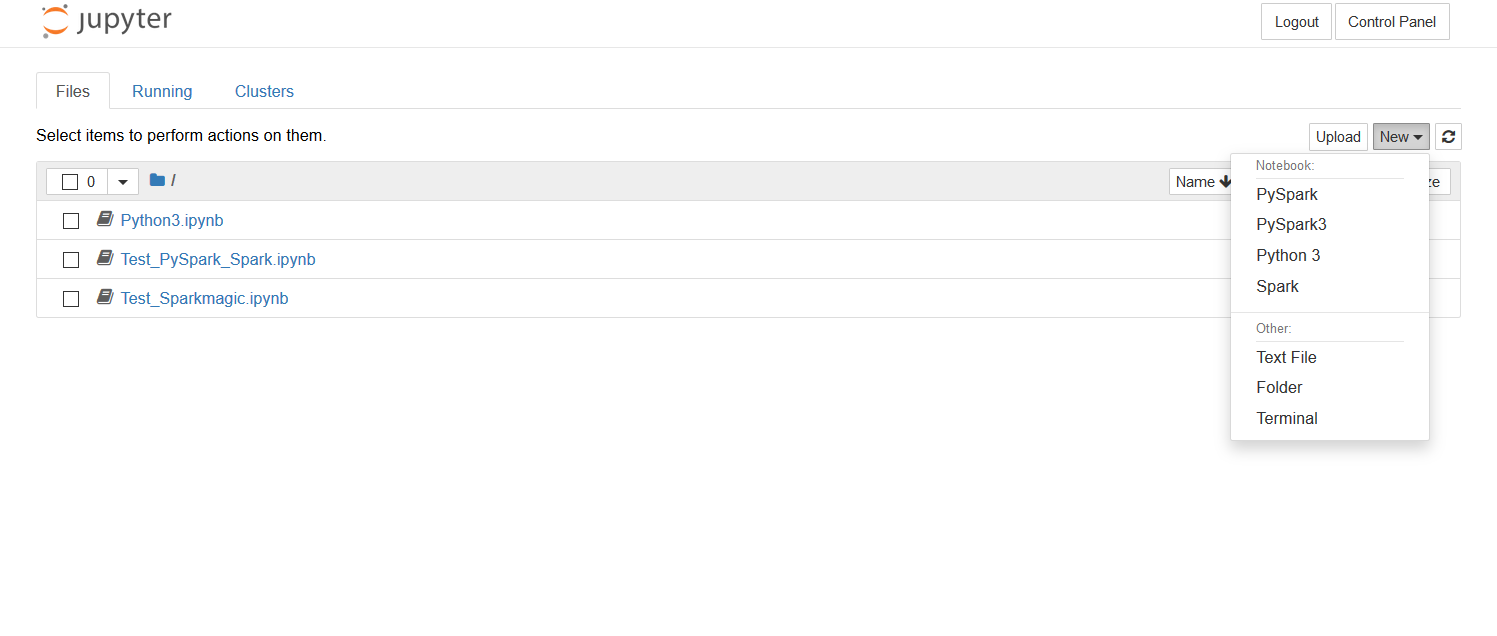 jupyter
Logout Control Panel
Files Running Clusters
Select items to perform actions on them.
Upload New
0 / Name ze
Notebook:
PySpark
PySpark3
Python 3
Spark
Other:
Text File
Folder
Terminal
Python3.ipynb
Test_PySpark_Spark.ipynb
Test_Sparkmagic.ipynb